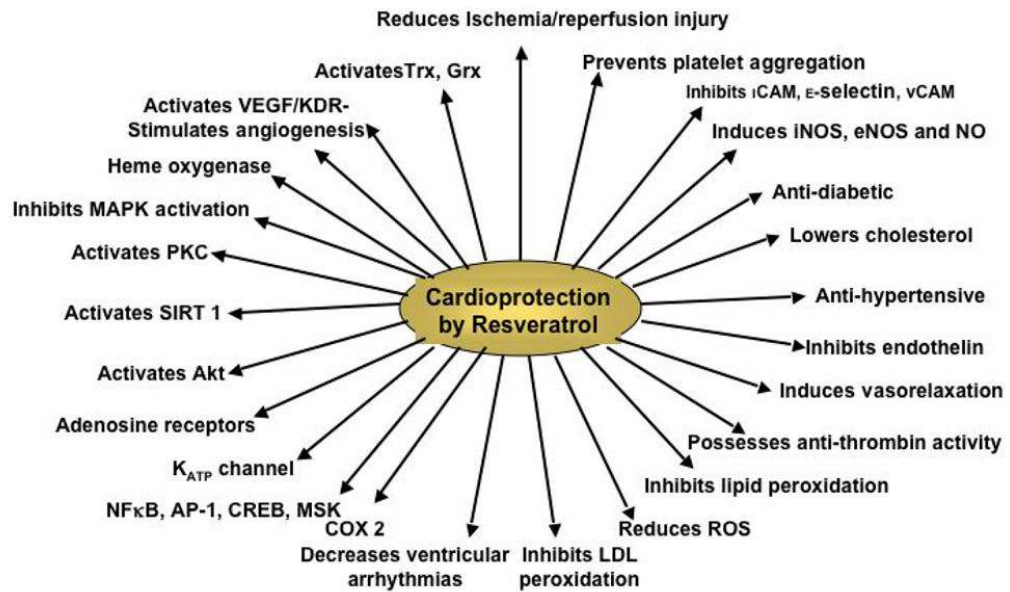 Reduces Ischemia/reperfusion injury
Prevents platelet aggregation
ActivatesTrx, Grx
Inhibits ICAM, E-selectin, vCAM
Activates VEGF/KDR-
Stimulates angiogenesis
Induces iNOS, eNOS and NO
Heme oxygenase
Anti-diabetic
Inhibits MAPK activation
Lowers cholesterol
Activates PKC
Anti-hypertensive
Cardioprotection
by Resveratrol
Activates SIRT 1
Inhibits endothelin
Activates Akt
Induces vasorelaxation
Adenosine receptors
Possesses anti-thrombin activity
KATP channel
Inhibits lipid peroxidation
NFκB, AP-1, CREB, MSK
COX 2
Reduces ROS
Decreases ventricular
arrhythmias
Inhibits LDL
peroxidation